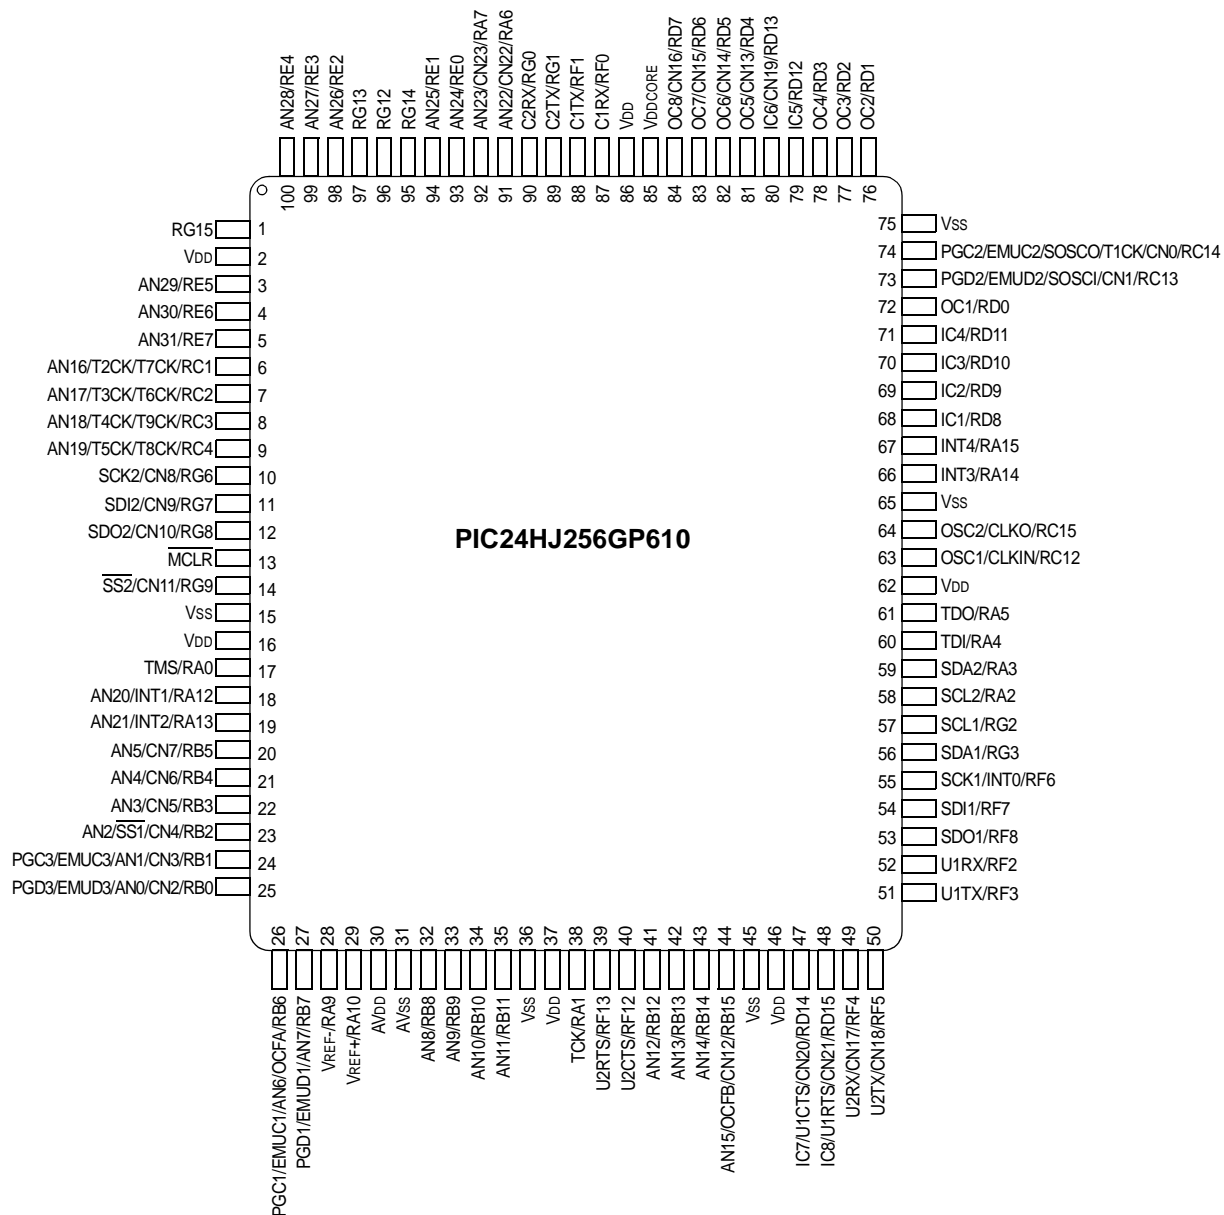 AN28/RE4
AN27/RE3
AN26/RE2
RG13
RG12
RG14
AN25/RE1
AN24/RE0
AN23/CN23/RA7
AN22/CN22/RA6
C2RX/RG0
C2TX/RG1
C1TX/RF1
C1RX/RF0
VDD
VDDCORE
OC8/CN16/RD7
OC7/CN15/RD6
OC6/CN14/RD5
OC5/CN13/RD4
IC6/CN19/RD13
IC5/RD12
OC4/RD3
OC3/RD2
OC2/RD1
100
99
98
97
96
95
94
93
92
91
90
89
88
87
86
85
84
83
82
81
80
79
78
77
76
RG15 1
VDD 2
AN29/RE5 3
AN30/RE6 4
AN31/RE7 5
AN16/T2CK/T7CK/RC1 6
AN17/T3CK/T6CK/RC2 7
AN18/T4CK/T9CK/RC3 8
AN19/T5CK/T8CK/RC4 9
SCK2/CN8/RG6 10
SDI2/CN9/RG7 11
SDO2/CN10/RG8 12
MCLR 13
SS2/CN11/RG9 14
VSS 15
VDD 16
TMS/RA0 17
AN20/INT1/RA12 18
AN21/INT2/RA13 19
AN5/CN7/RB5 20
AN4/CN6/RB4 21
AN3/CN5/RB3 22
AN2/SS1/CN4/RB2 23
PGC3/EMUC3/AN1/CN3/RB1 24
PGD3/EMUD3/AN0/CN2/RB0 25
PIC24HJ256GP610
75 VSS
74 PGC2/EMUC2/SOSCO/T1CK/CN0/RC14
73 PGD2/EMUD2/SOSCI/CN1/RC13
72 OC1/RD0
71 IC4/RD11
70 IC3/RD10
69 IC2/RD9
68 IC1/RD8
67 INT4/RA15
66 INT3/RA14
65 VSS
64 OSC2/CLKO/RC15
63 OSC1/CLKIN/RC12
62 VDD
61 TDO/RA5
60 TDI/RA4
59 SDA2/RA3
58 SCL2/RA2
57 SCL1/RG2
56 SDA1/RG3
55 SCK1/INT0/RF6
54 SDI1/RF7
53 SDO1/RF8
52 U1RX/RF2
51 U1TX/RF3
26
27
28
29
30
31
32
33
34
35
36
37
38
39
40
41
42
43
44
45
46
47
48
49
50
PGC1/EMUC1/AN6/OCFA/RB6
PGD1/EMUD1/AN7/RB7
VREF-/RA9
VREF+/RA10
AVDD
AVSS
AN8/RB8
AN9/RB9
AN10/RB10
AN11/RB11
VSS
VDD
TCK/RA1
U2RTS/RF13
U2CTS/RF12
AN12/RB12
AN13/RB13
AN14/RB14
AN15/OCFB/CN12/RB15
VSS
VDD
IC7/U1CTS/CN20/RD14
IC8/U1RTS/CN21/RD15
U2RX/CN17/RF4
U2TX/CN18/RF5